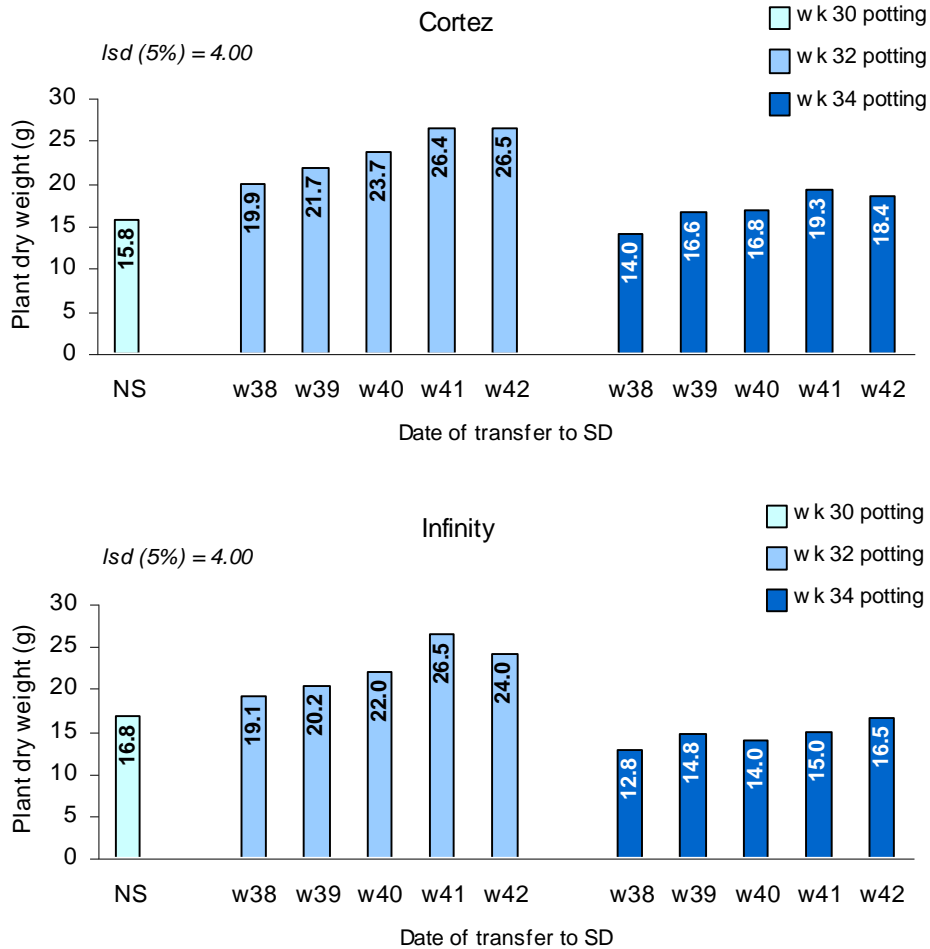 Cortez
lsd (5%) = 4.00
wk 30 potting
wk 32 potting
wk 34 potting
Plant dry weight (g)
30
25
20
15
10
5
0
15.8
19.9
21.7
23.7
26.4
26.5
14.0
16.6
16.8
19.3
18.4
NS w38 w39 w40 w41 w42 w38 w39 w40 w41 w42
Date of transfer to SD
Infinity
lsd (5%) = 4.00
wk 30 potting
wk 32 potting
wk 34 potting
Plant dry weight (g)
30
25
20
15
10
5
0
16.8
19.1
20.2
22.0
26.5
24.0
12.8
14.8
14.0
15.0
16.5
NS w38 w39 w40 w41 w42 w38 w39 w40 w41 w42
Date of transfer to SD